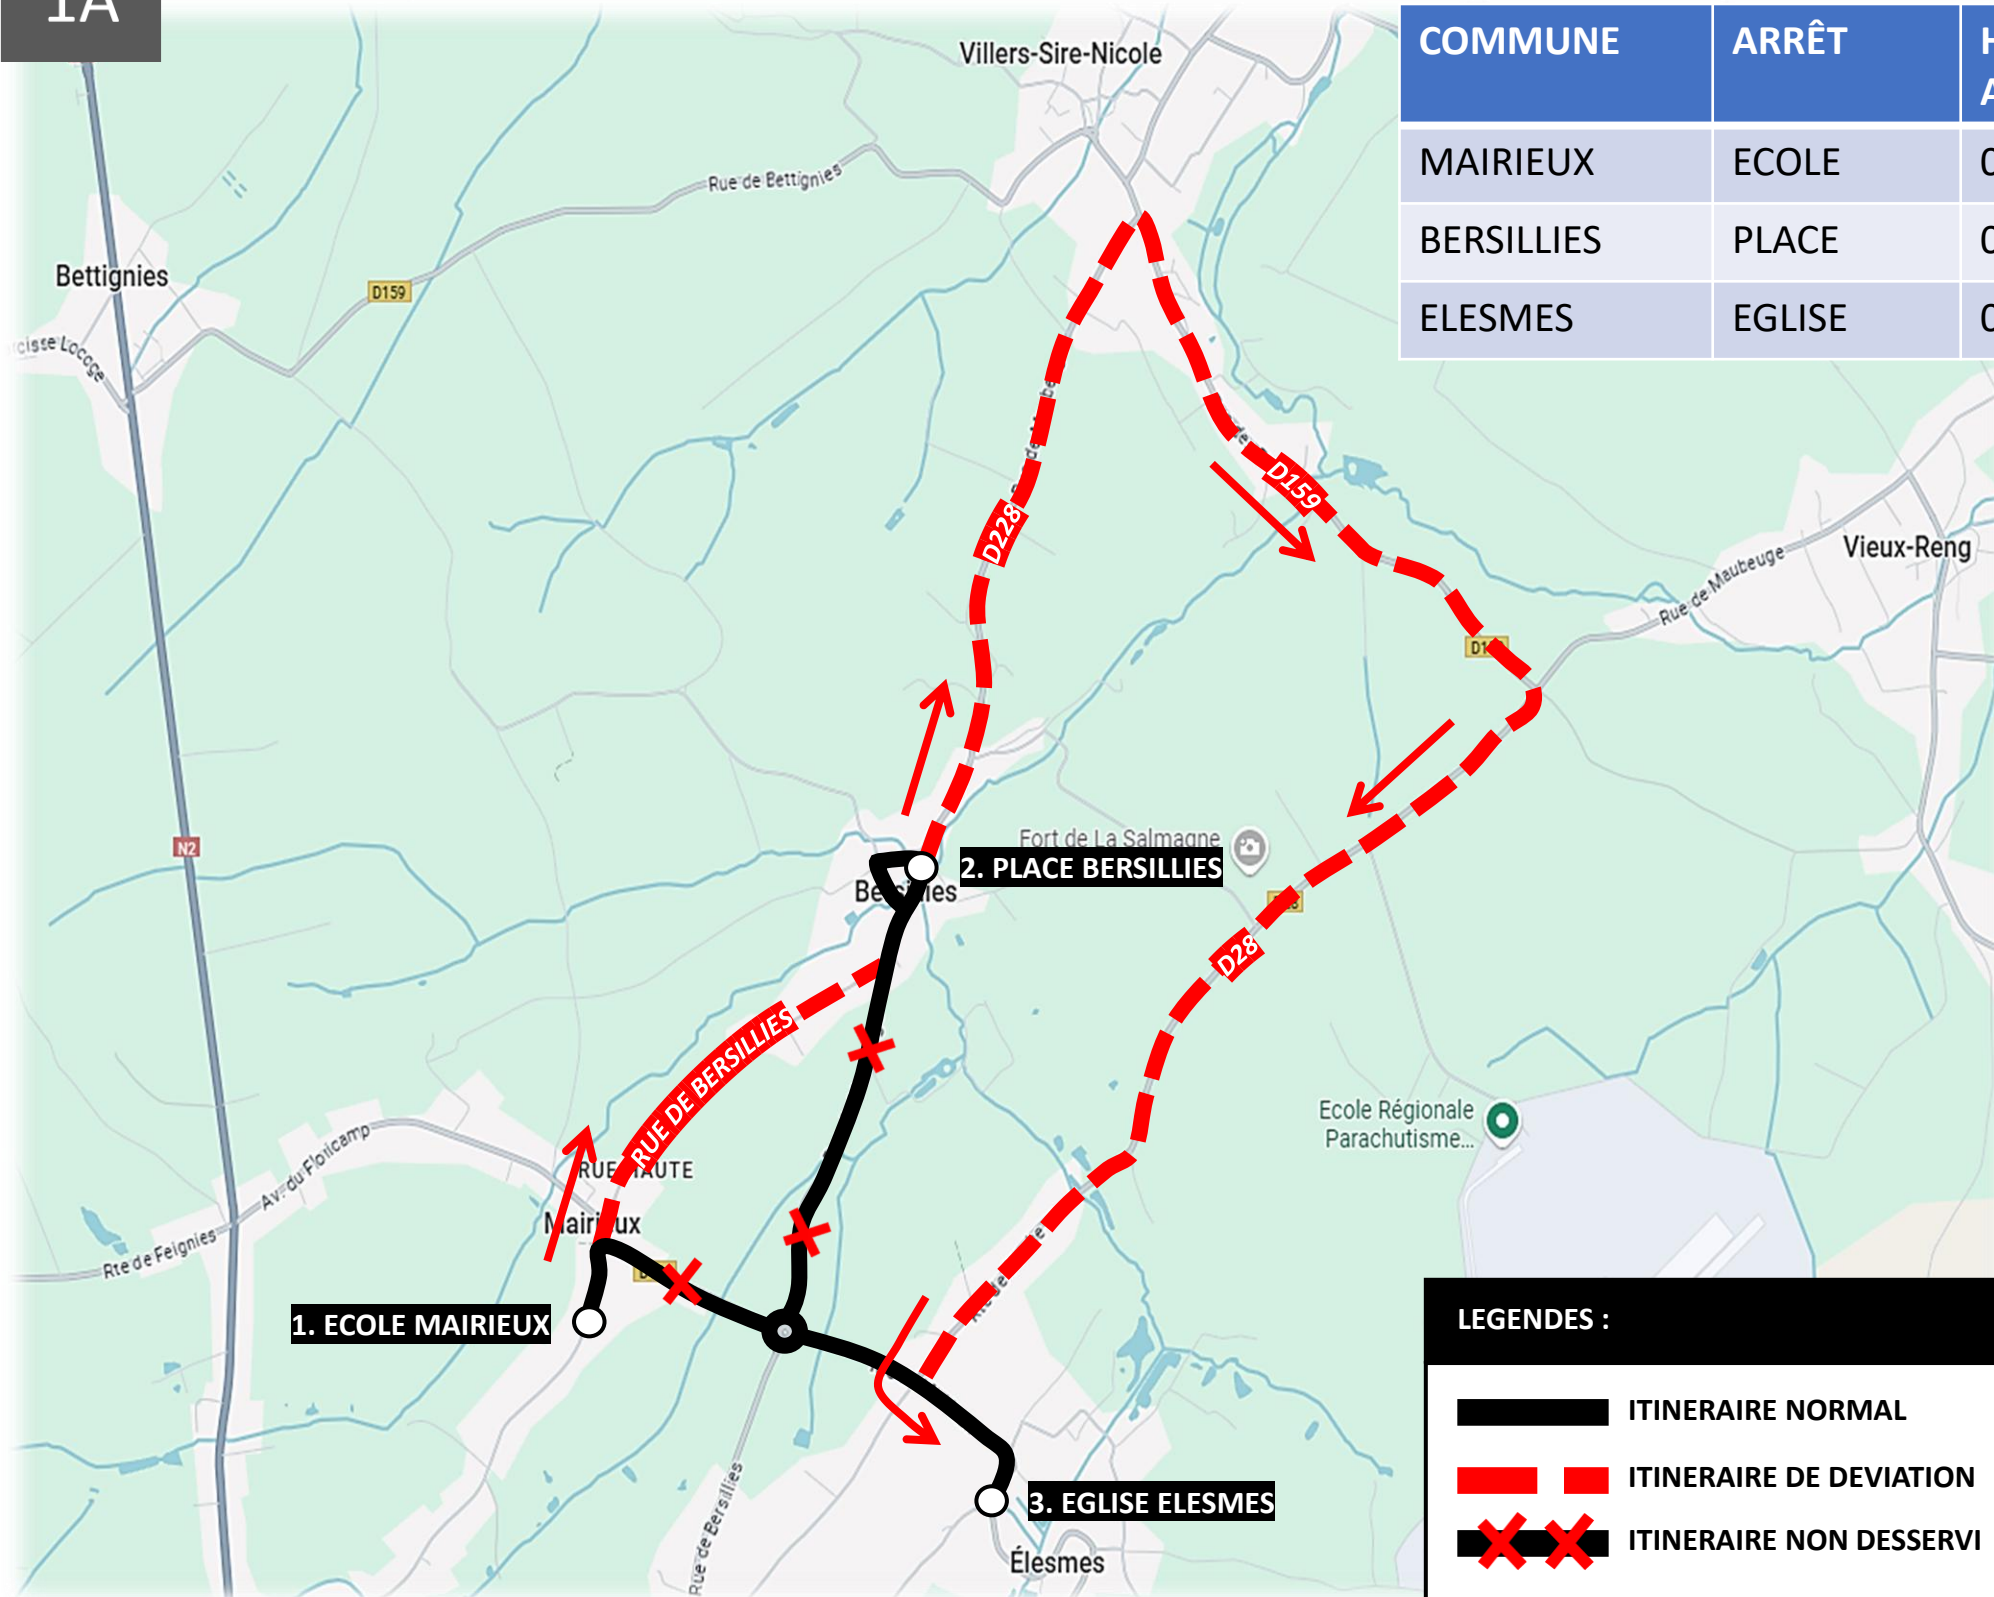 1A
COMMUNE ARRÊT
MAIRIEUX ECOLE
BERSILLIES PLACE
ELESMES EGLISE
Villers-Sire-Nicole
Rue de Bettignies
Bettignies
D159
D159
D228
Vieux-Reng
Rue de Maubeuge
N2
Fort de La Salmagne
2. PLACE BERSILLIES
D28
RUE DE BERSILLIES
Ecole Régionale
Parachutisme...
Av. du Floricamp
Rte de Feignies
1. ECOLE MAIRIEUX
3. EGLISE ELESMES
Rue de Bersillies
Élesmes
LEGENDES :
ITINERAIRE NORMAL
ITINERAIRE DE DEVIATION
ITINERAIRE NON DESSERVI